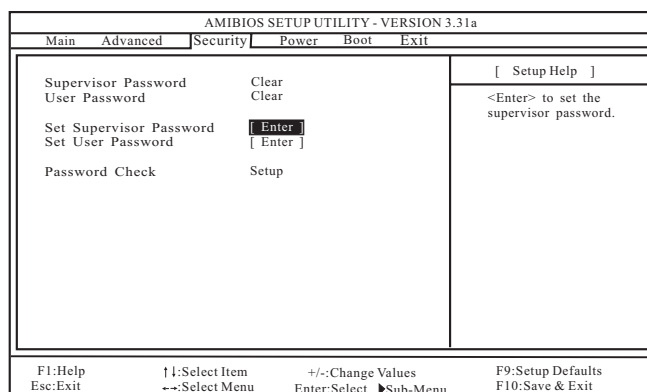 AMIBIOS SETUP UTILITY - VERSION 3.31a
Main Advanced Security Power Boot Exit
Supervisor Password Clear
User Password Clear
Set Supervisor Password [ Enter ]
Set User Password [ Enter ]
Password Check Setup
[ Setup Help ]
<Enter> to set the
supervisor password.
F1:Help ↑↓:Select Item +/-:Change Values F9:Setup Defaults
Esc:Exit ←→:Select Menu Enter:Select ▶Sub-Menu F10:Save & Exit